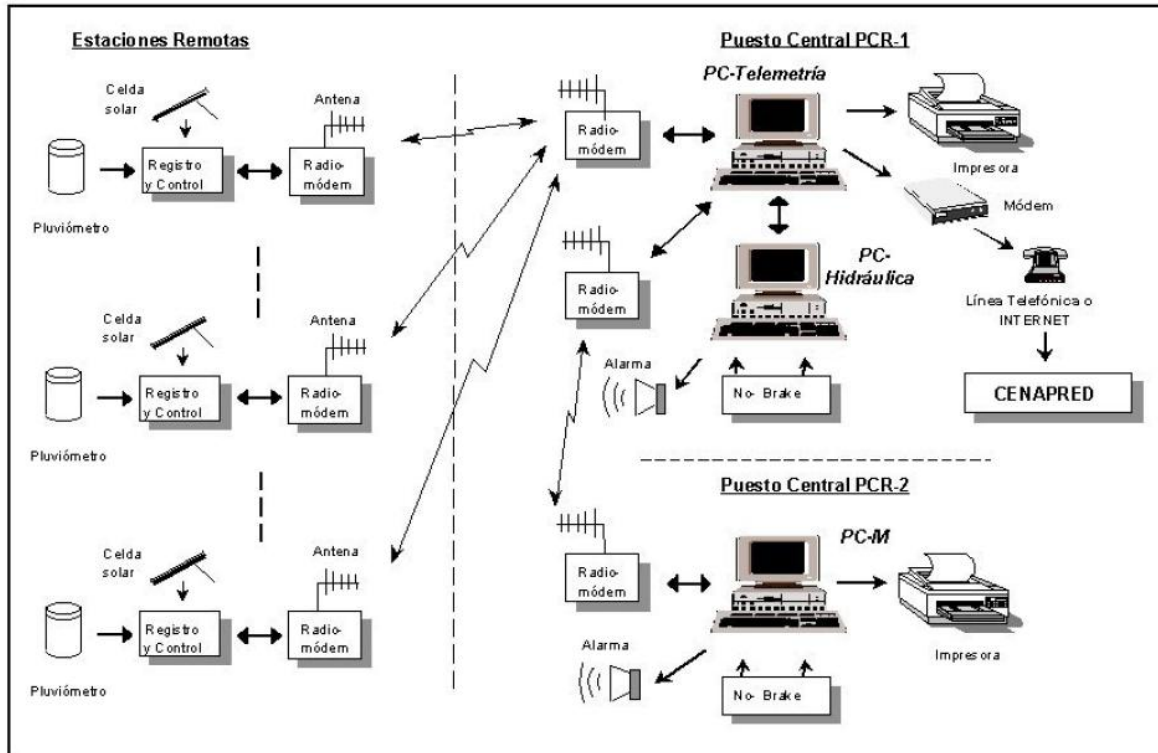 Estaciones Remotas
Celda
solar
Antena
Registro
y Control
Radio-
módem
Pluviómetro
Celda
solar
Antena
Registro
y Control
Radio-
módem
Pluviómetro
Celda
solar
Antena
Registro
y Control
Radio-
módem
Pluviómetro
Puesto Central PCR-1
PC-Telemetría
Radio-
módem
Impresora
Módem
Radio-
módem
PC-
Hidráulica
Línea Telefónica o
INTERNET
Alarma
No- Brake
CENAPRED
Puesto Central PCR-2
PC-M
Radio-
módem
Impresora
Alarma
No- Brake